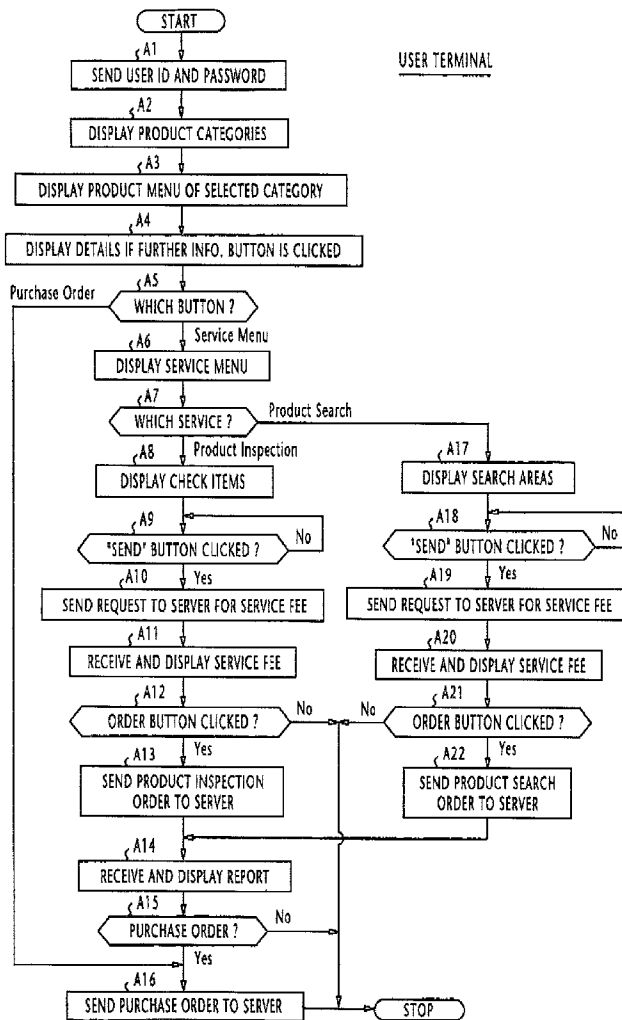 START
USER TERMINAL
A1
SEND USER ID AND PASSWORD
A2
DISPLAY PRODUCT CATEGORIES
A3
DISPLAY PRODUCT MENU OF SELECTED CATEGORY
A4
DISPLAY DETAILS IF FURTHER INFO. BUTTON IS CLICKED
A5
Purchase Order
WHICH BUTTON ?
Service Menu
A6
DISPLAY SERVICE MENU
A7
WHICH SERVICE ?
Product Search
Product Inspection
A8
DISPLAY CHECK ITEMS
A9
"SEND" BUTTON CLICKED ?
No
Yes
A10
SEND REQUEST TO SERVER FOR SERVICE FEE
A11
RECEIVE AND DISPLAY SERVICE FEE
A12
ORDER BUTTON CLICKED ?
No
Yes
A13
SEND PRODUCT INSPECTION
ORDER TO SERVER
A17
DISPLAY SEARCH AREAS
A18
"SEND" BUTTON CLICKED ?
No
Yes
A19
SEND REQUEST TO SERVER FOR SERVICE FEE
A20
RECEIVE AND DISPLAY SERVICE FEE
A21
No
ORDER BUTTON CLICKED ?
Yes
A22
SEND PRODUCT SEARCH
ORDER TO SERVER
A14
RECEIVE AND DISPLAY REPORT
A15
PURCHASE ORDER ?
No
Yes
A16
SEND PURCHASE ORDER TO SERVER
STOP